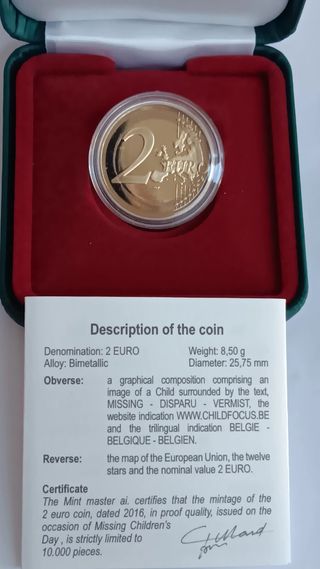 2 EURO
Description of the coin
Denomination: 2 EURO Weight: 8,50 g
Alloy: Bimetallic Diameter: 25,75 mm
Obverse: a graphical composition comprising an
image of a Child surrounded by the text,
MISSING - DISPARU - VERMIST, the
website indication WWW.CHILDFOCUS.BE
and the trilingual indication BELGIE -
BELGIQUE - BELGIEN.
Reverse: the map of the European Union, the twelve
stars and the nominal value 2 EURO.
Certificate
The Mint master ai. certifies that the mintage of the
2 euro coin, dated 2016, in proof quality, issued on the
occasion of Missing Children's
Day , is strictly limited to
10.000 pieces.